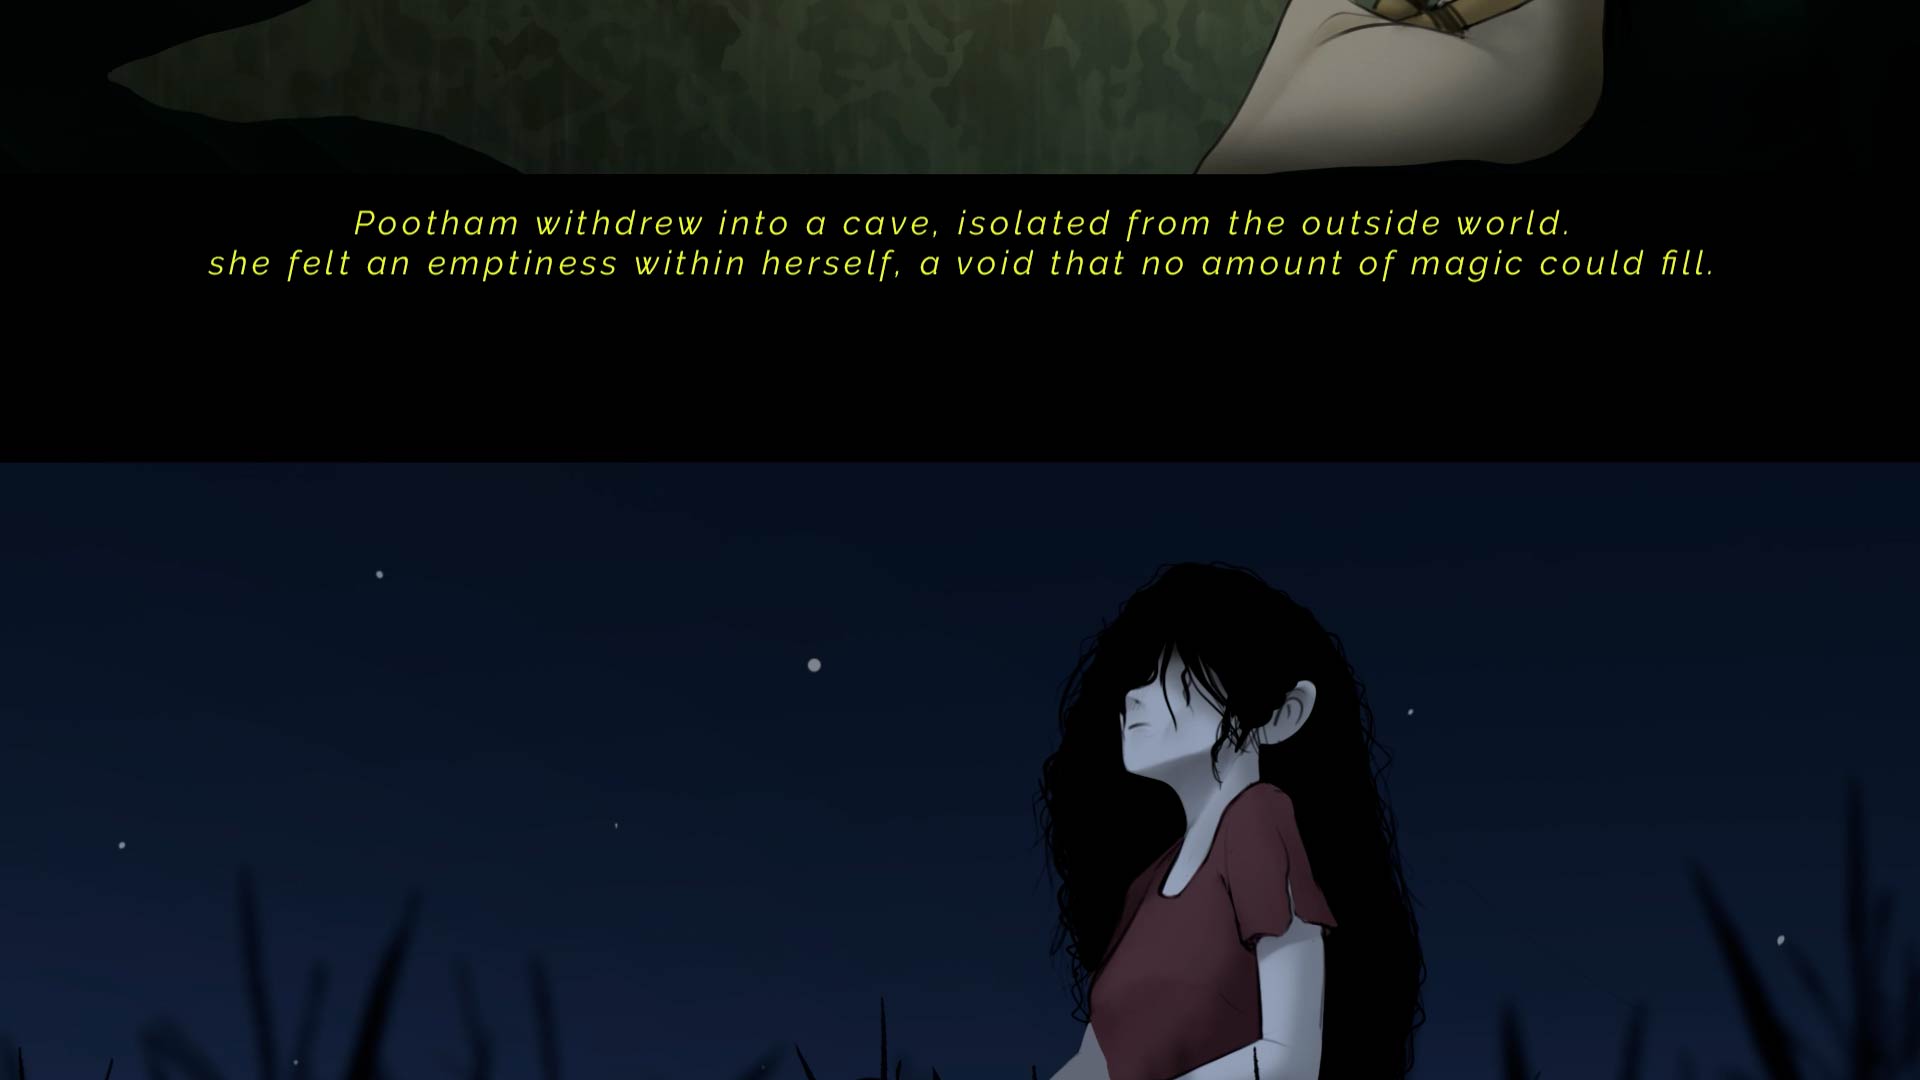 Pootham withdrew into a cave, isolated from the outside world.
she felt an emptiness within herself, a void that no amount of magic could fill.